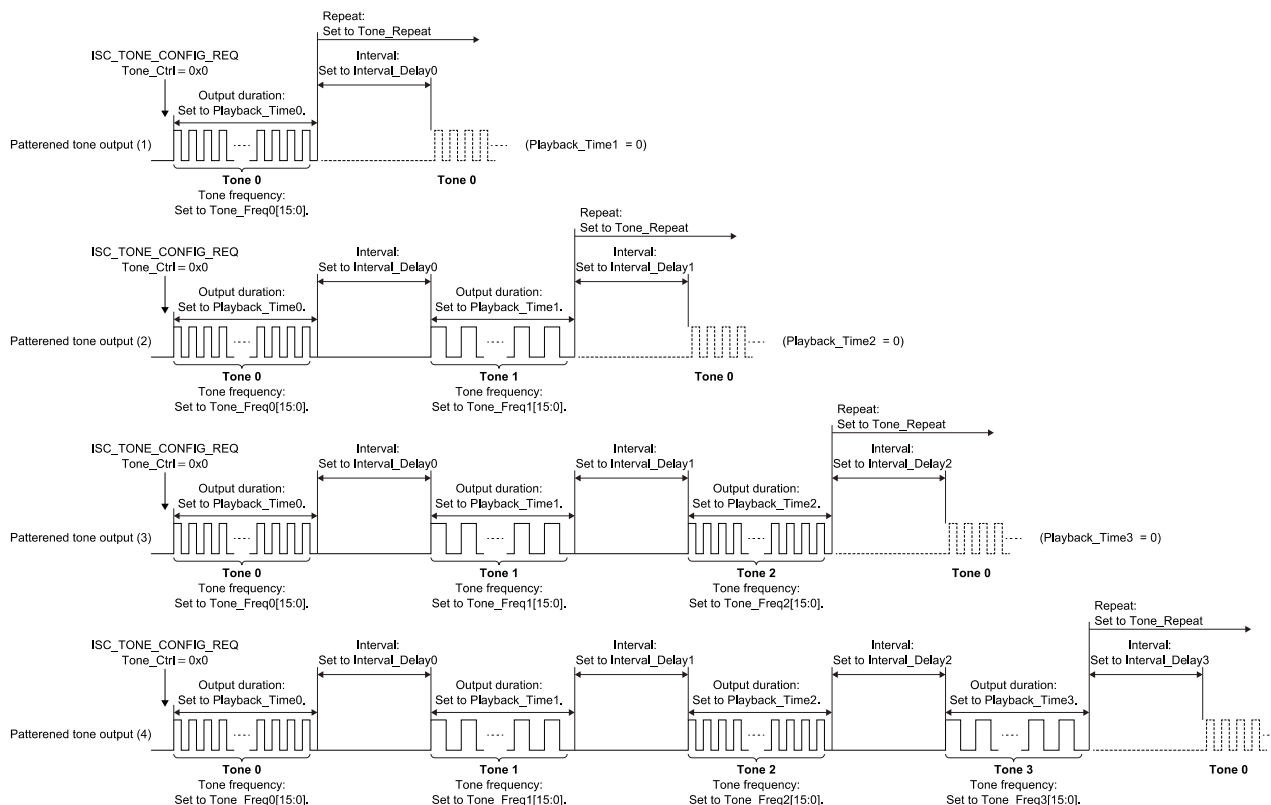 Repeat:
Set to Tone_Repeat
ISC_TONE_CONFIG_REQ
Tone_Ctrl = 0x0
Interval:
Set to Interval_Delay0
Output duration:
Set to Playback_Time0.
Patterened tone output (1)
(Playback_Time1 = 0)
Tone 0
Tone 0
Tone frequency:
Set to Tone_Freq0[15:0].
Repeat:
Set to Tone_Repeat
ISC_TONE_CONFIG_REQ
Tone_Ctrl = 0x0
Interval:
Set to Interval_Delay0
Interval:
Set to Interval_Delay1
Output duration:
Set to Playback_Time0.
Output duration:
Set to Playback_Time1.
Patterened tone output (2)
(Playback_Time2 = 0)
Tone 0
Tone 1
Tone 0
Tone frequency:
Set to Tone_Freq0[15:0].
Tone frequency:
Set to Tone_Freq1[15:0].
Repeat:
Set to Tone_Repeat
ISC_TONE_CONFIG_REQ
Tone_Ctrl = 0x0
Interval:
Set to Interval_Delay0
Interval:
Set to Interval_Delay1
Interval:
Set to Interval_Delay2
Output duration:
Set to Playback_Time0.
Output duration:
Set to Playback_Time1.
Output duration:
Set to Playback_Time2.
Patterened tone output (3)
(Playback_Time3 = 0)
Tone 0
Tone 1
Tone 2
Tone 0
Tone frequency:
Set to Tone_Freq0[15:0].
Tone frequency:
Set to Tone_Freq1[15:0].
Tone frequency:
Set to Tone_Freq2[15:0].
Repeat:
Set to Tone_Repeat
ISC_TONE_CONFIG_REQ
Tone_Ctrl = 0x0
Interval:
Set to Interval_Delay0
Interval:
Set to Interval_Delay1
Interval:
Set to Interval_Delay2
Interval:
Set to Interval_Delay3
Output duration:
Set to Playback_Time0.
Output duration:
Set to Playback_Time1.
Output duration:
Set to Playback_Time2.
Output duration:
Set to Playback_Time3.
Patterened tone output (4)
Tone 0
Tone 1
Tone 2
Tone 3
Tone 0
Tone frequency:
Set to Tone_Freq0[15:0].
Tone frequency:
Set to Tone_Freq1[15:0].
Tone frequency:
Set to Tone_Freq2[15:0].
Tone frequency:
Set to Tone_Freq3[15:0].